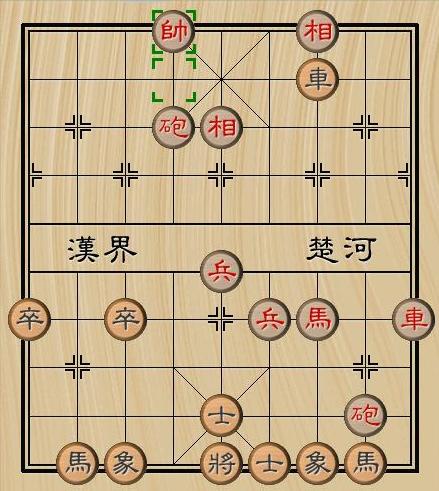 帥 相
車
砲 相
漢界 楚河
兵
卒 卒 兵 馬 車
士 砲
馬 象 將 士 象 馬